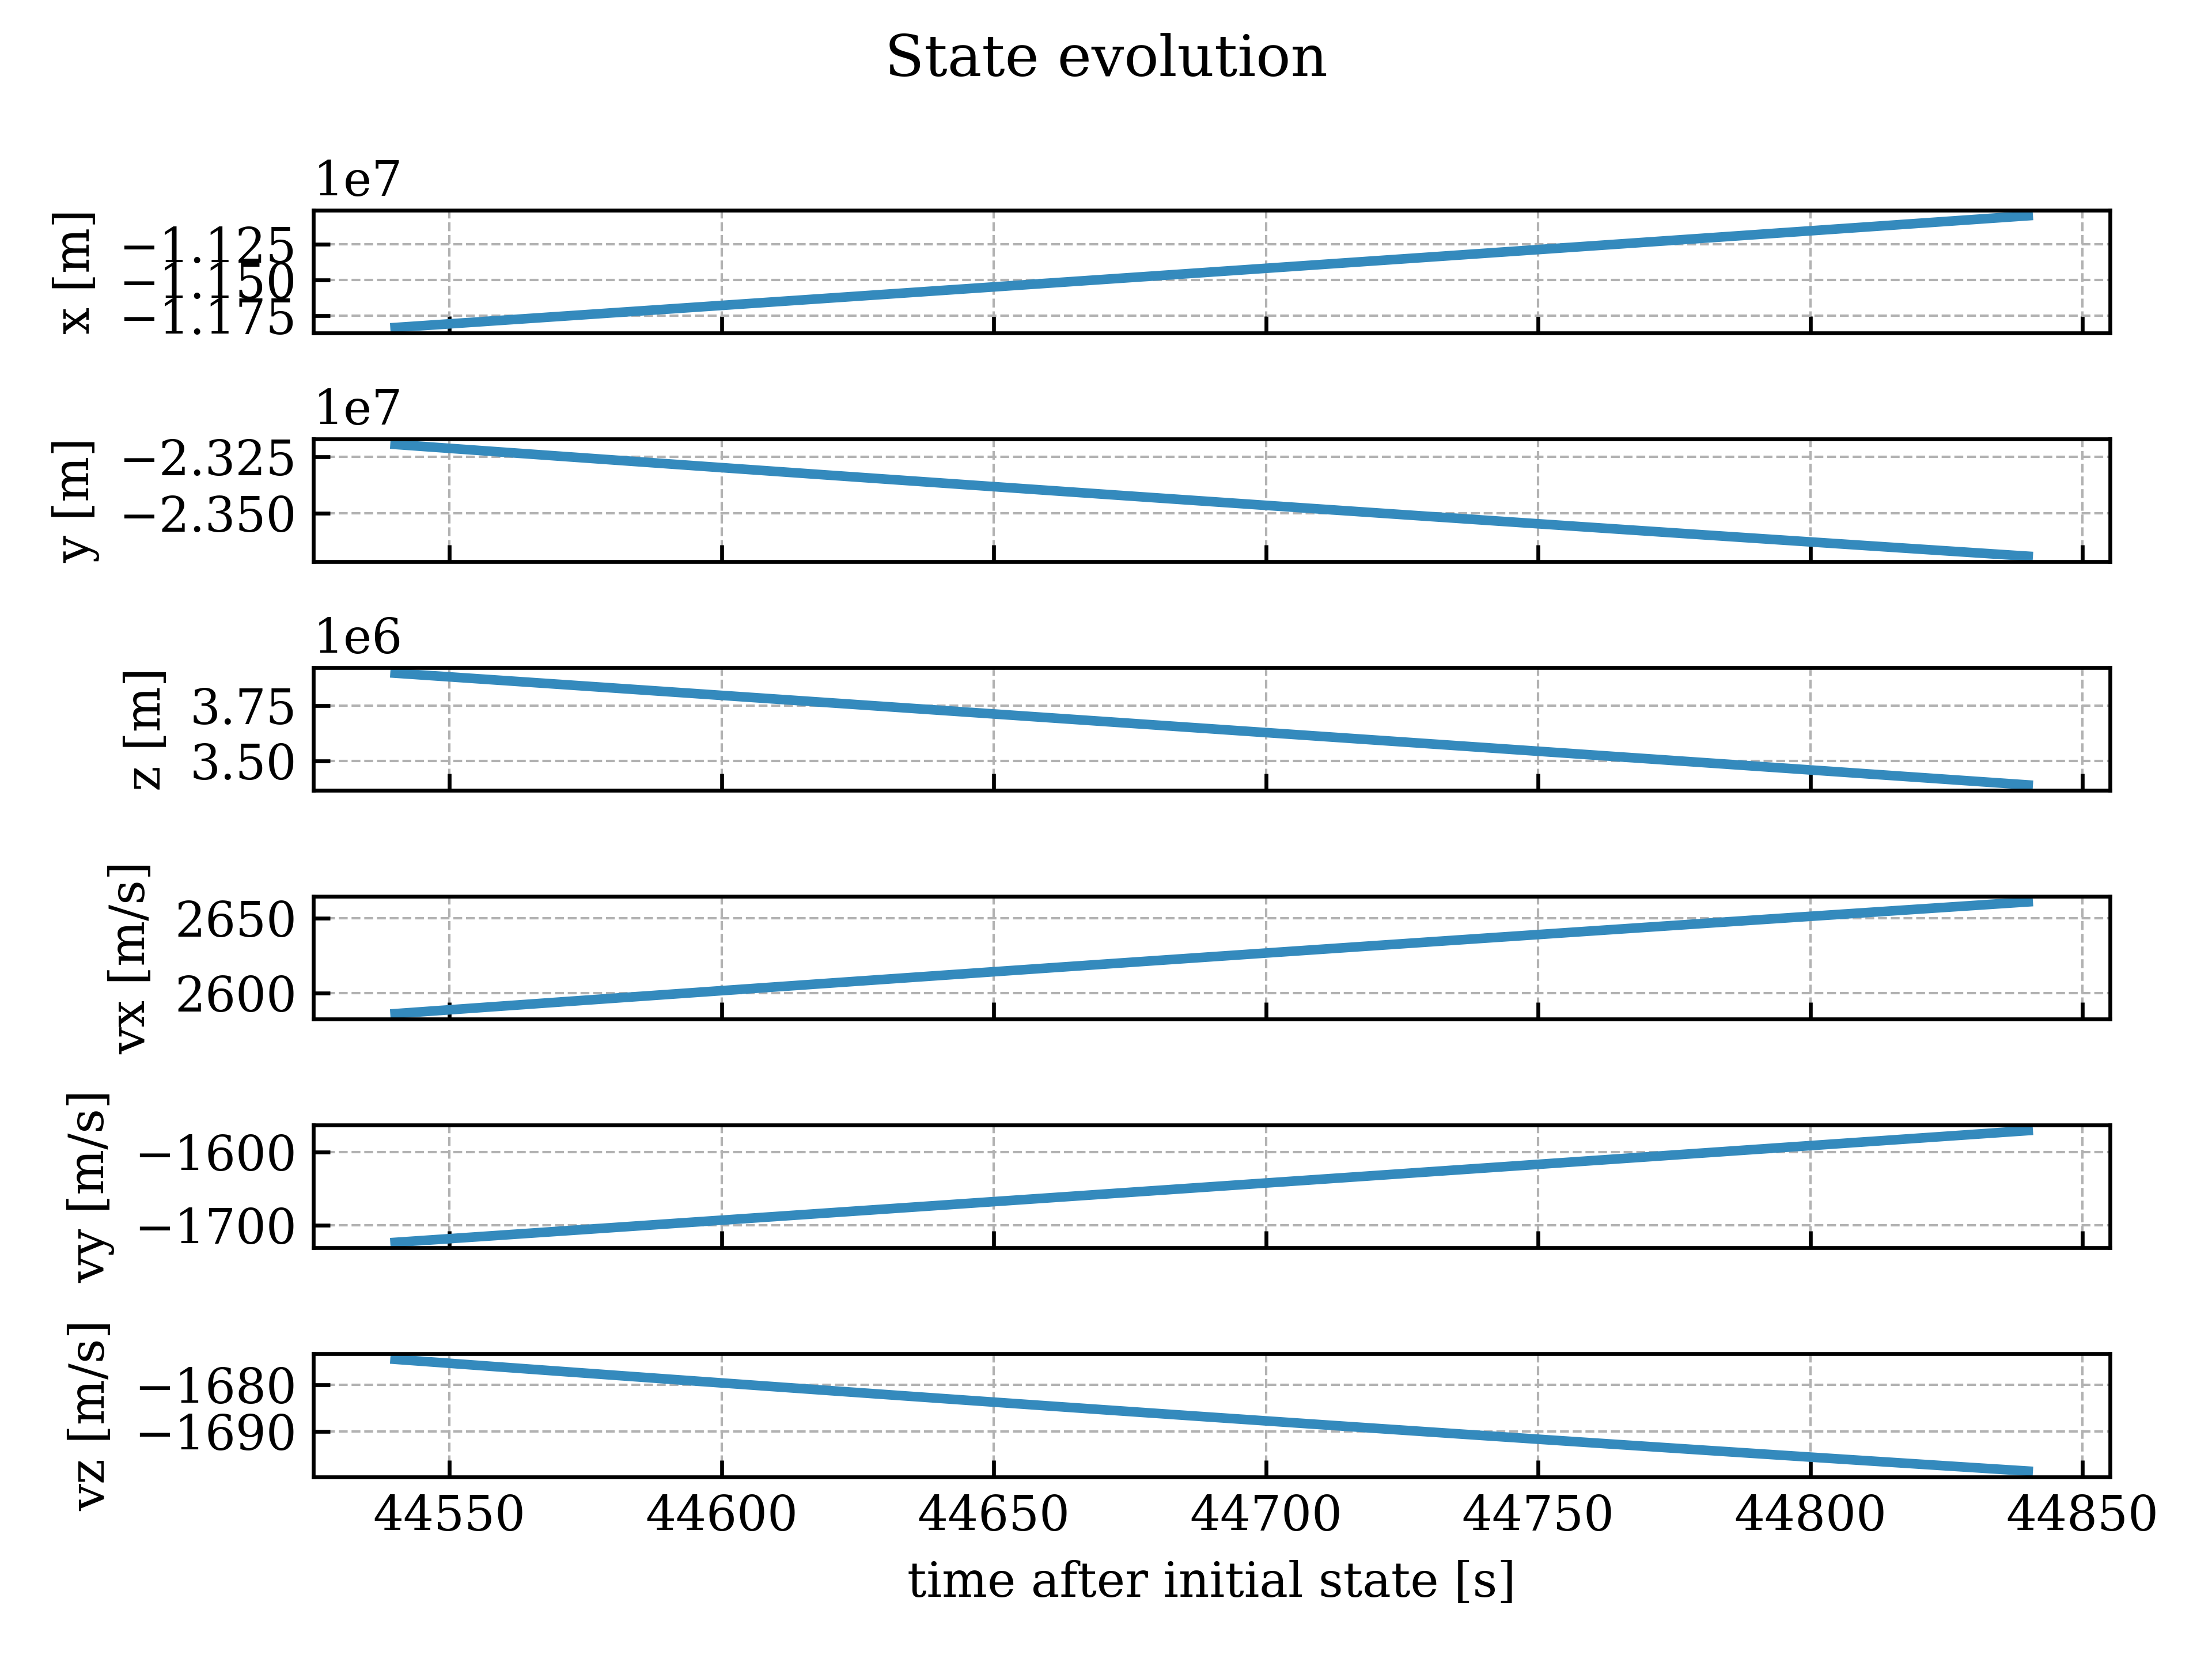 State evolution
1e7
x [m]
−1.125
−1.150
−1.175
1e7
y [m]
−2.325
−2.350
1e6
z [m]
3.75
3.50
vx [m/s]
2650
2600
vy [m/s]
−1600
−1700
vz [m/s]
−1680
−1690
44550 44600 44650 44700 44750 44800 44850
time after initial state [s]